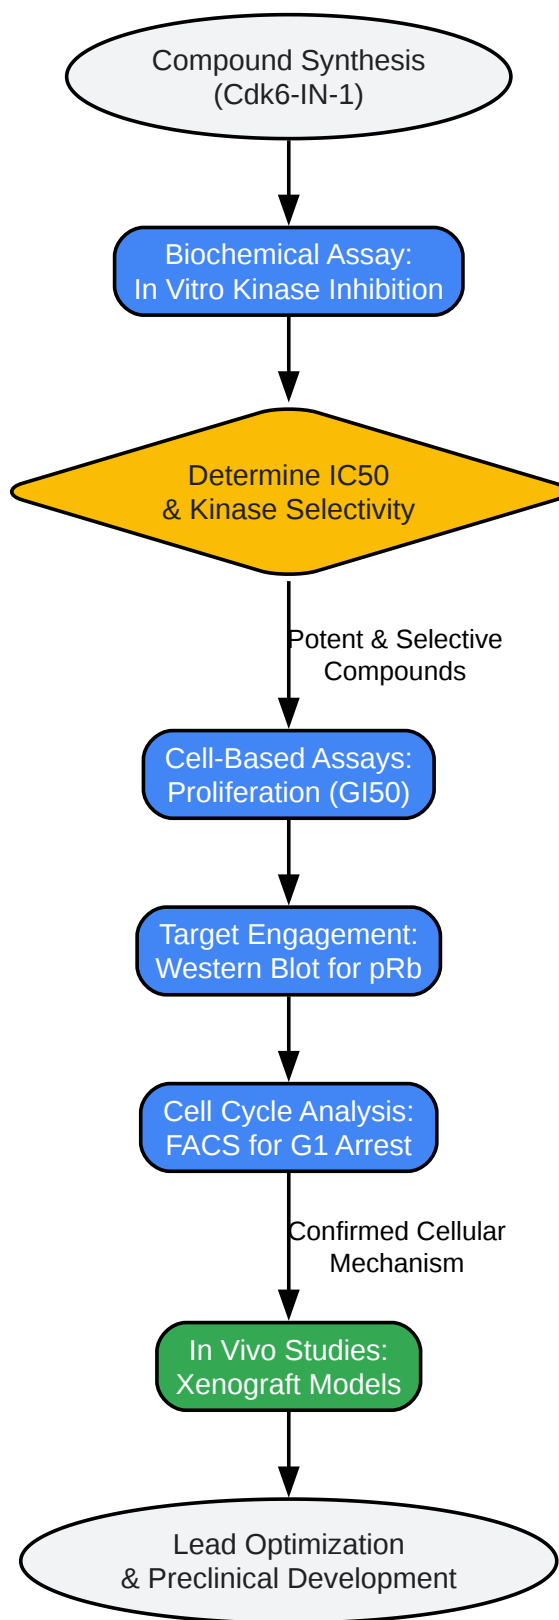 Compound Synthesis
(Cdk6-IN-1)
Biochemical Assay:
In Vitro Kinase Inhibition
Determine IC50
& Kinase Selectivity
Potent & Selective
Compounds
Cell-Based Assays:
Proliferation (GI50)
Target Engagement:
Western Blot for pRb
Cell Cycle Analysis:
FACS for G1 Arrest
Confirmed Cellular
Mechanism
In Vivo Studies:
Xenograft Models
Lead Optimization
& Preclinical Development